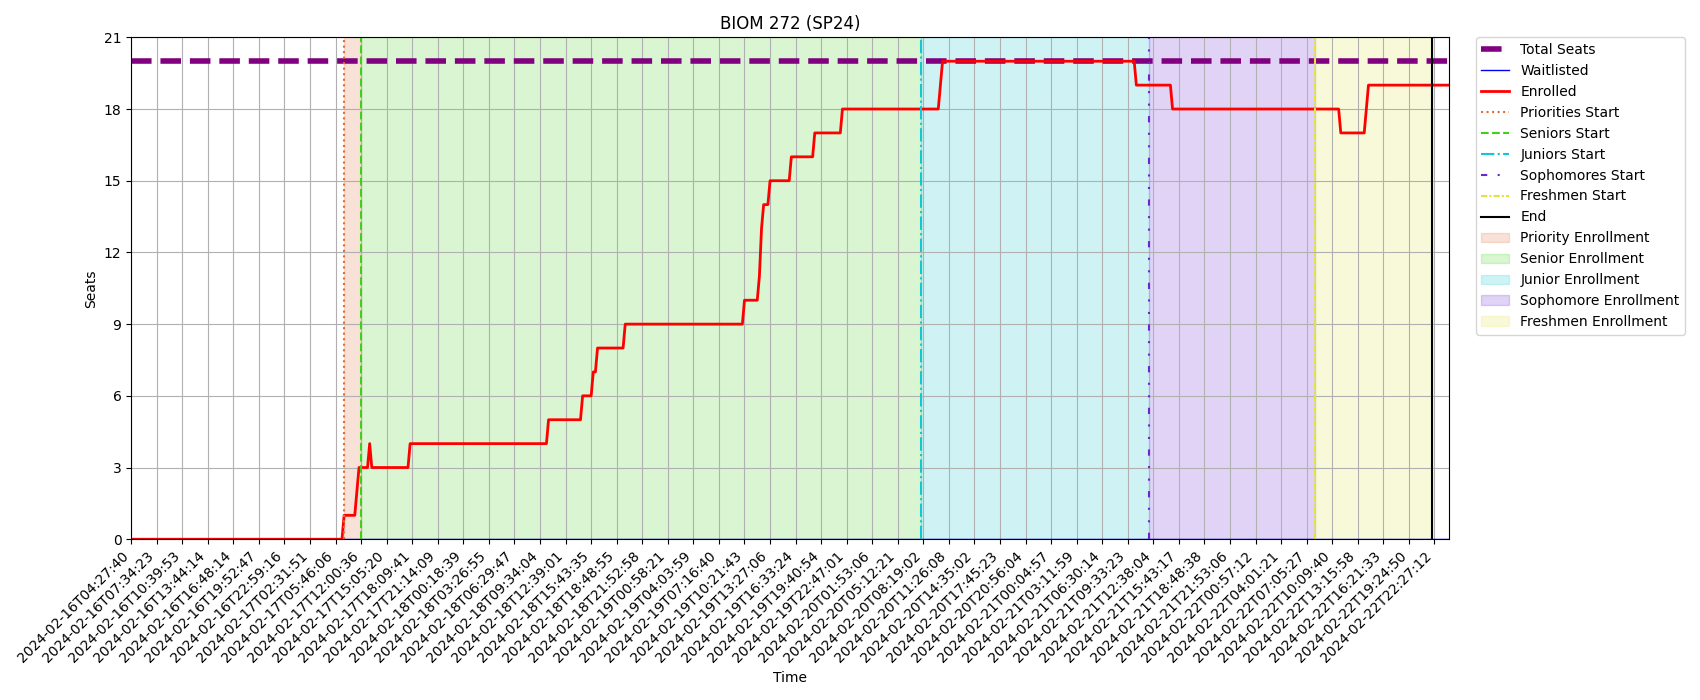 BIOM 272 (SP24)
21
18
15
12
9
6
3
0
Seats
2024-02-16T04:27:40
2024-02-16T07:34:23
2024-02-16T10:39:53
2024-02-16T13:44:14
2024-02-16T16:48:14
2024-02-16T19:52:47
2024-02-16T22:59:16
2024-02-17T02:31:51
2024-02-17T05:46:06
2024-02-17T12:00:36
2024-02-17T15:05:20
2024-02-17T18:09:41
2024-02-17T21:14:09
2024-02-18T00:18:39
2024-02-18T03:26:55
2024-02-18T06:29:47
2024-02-18T09:34:04
2024-02-18T12:39:01
2024-02-18T15:43:35
2024-02-18T18:48:55
2024-02-18T21:52:58
2024-02-19T00:58:21
2024-02-19T04:03:59
2024-02-19T07:16:40
2024-02-19T10:21:43
2024-02-19T13:27:06
2024-02-19T16:33:24
2024-02-19T19:40:54
2024-02-19T22:47:01
2024-02-20T01:53:06
2024-02-20T05:12:21
2024-02-20T08:19:02
2024-02-20T11:26:08
2024-02-20T14:35:02
2024-02-20T17:45:23
2024-02-20T20:56:04
2024-02-21T00:04:57
2024-02-21T03:11:59
2024-02-21T06:30:14
2024-02-21T09:33:23
2024-02-21T12:38:04
2024-02-21T15:43:17
2024-02-21T18:48:38
2024-02-21T21:53:06
2024-02-22T00:57:12
2024-02-22T04:01:21
2024-02-22T07:05:27
2024-02-22T10:09:40
2024-02-22T13:15:58
2024-02-22T16:21:33
2024-02-22T19:24:50
2024-02-22T22:27:12
Time
Total Seats
Waitlisted
Enrolled
Priorities Start
Seniors Start
Juniors Start
Sophomores Start
Freshmen Start
End
Priority Enrollment
Senior Enrollment
Junior Enrollment
Sophomore Enrollment
Freshmen Enrollment